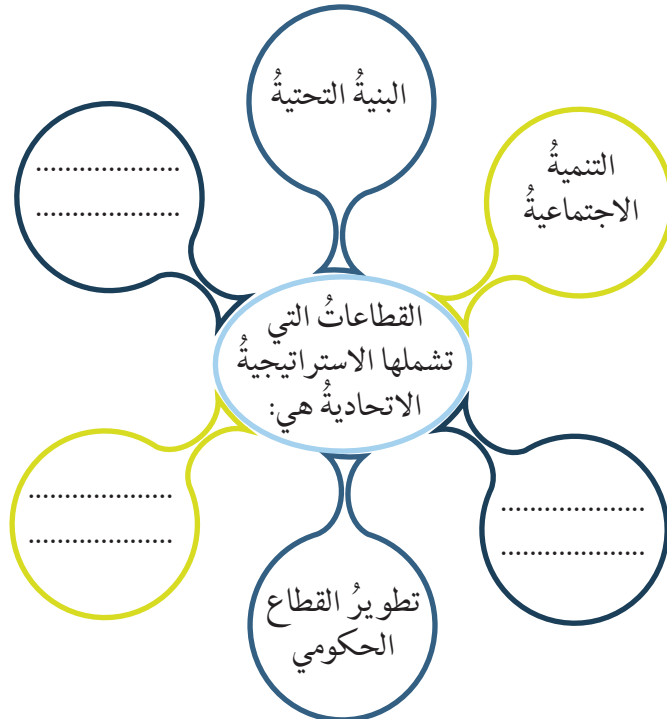 البنيةُ التحتيةُ
التنميةُ
الاجتماعيةُ
.....................
.....................
القطاعاتُ التي
تشملها الاستراتيجيةُ
الاتحاديةُ هي:
.....................
.....................
.....................
.....................
تطويرُ القطاع
الحكومي